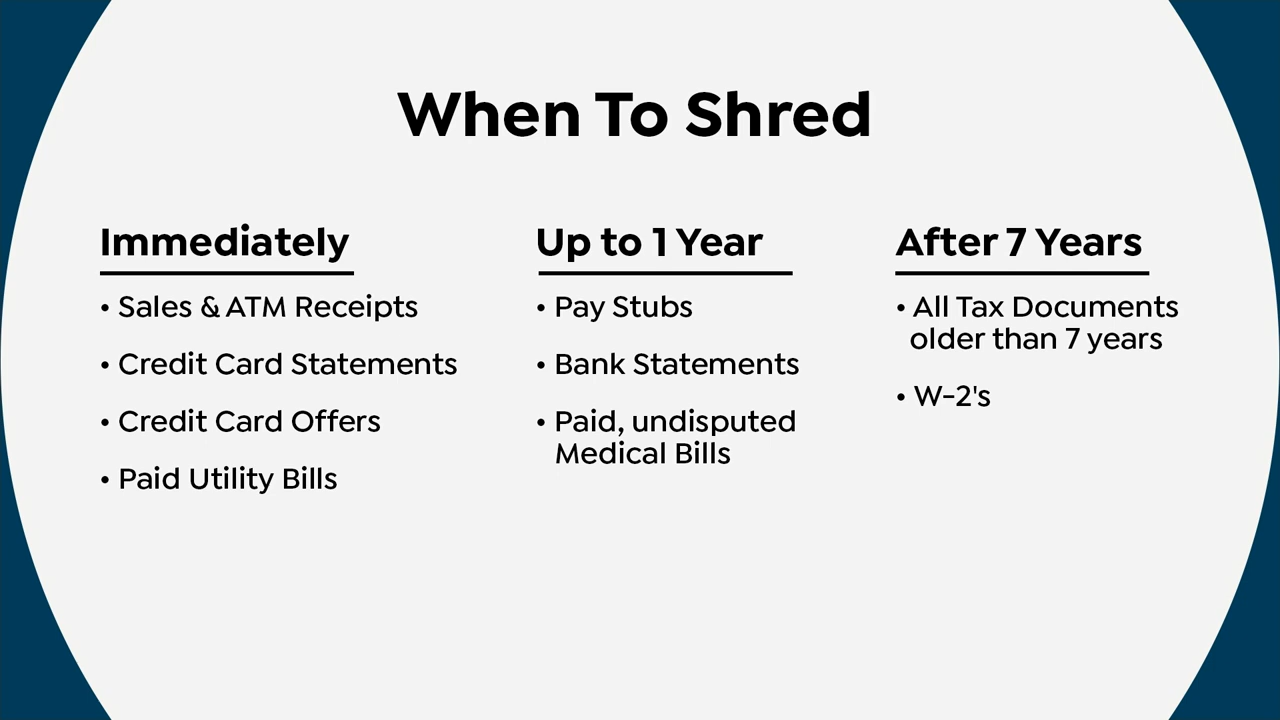 When To Shred
Immediately
• Sales & ATM Receipts
• Credit Card Statements
• Credit Card Offers
• Paid Utility Bills
Up to 1 Year
• Pay Stubs
• Bank Statements
• Paid, undisputed
Medical Bills
After 7 Years
• All Tax Documents
older than 7 years
• W-2's